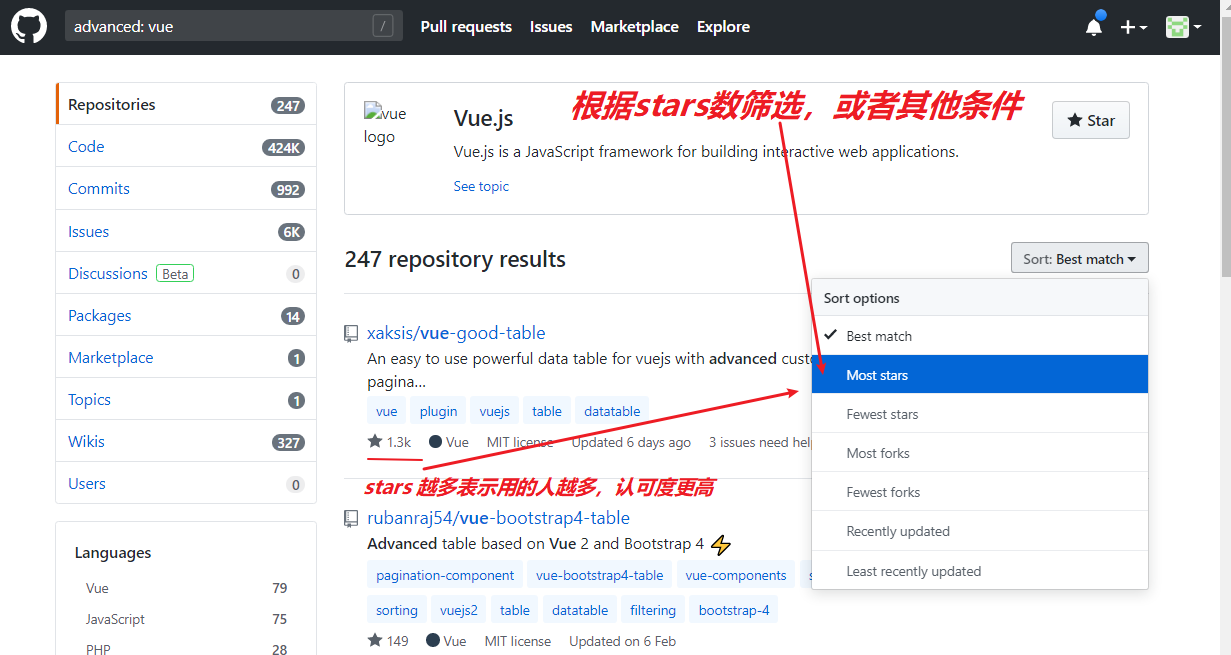 advanced: vue
/
Pull requests
Issues
Marketplace
Explore
Repositories 247
Code 424K
Commits 992
Issues 6K
Discussions Beta 0
Packages 14
Marketplace 1
Topics 1
Wikis 327
Users 0
Languages
Vue 79
JavaScript 75
PHP 28
vue logo
Vue.js
根据stars数筛选，或者其他条件
Star
Vue.js is a JavaScript framework for building interactive web applications.
See topic
247 repository results
Sort: Best match
Sort options
Best match
Most stars
Fewest stars
Most forks
Fewest forks
Recently updated
Least recently updated
xaksis/vue-good-table
An easy to use powerful data table for vuejs with advanced
pagina...
vue plugin vuejs table datatable
1.3k Vue MIT license Updated 6 days ago 3 issues need
stars 越多表示用的人越多，认可度更高
rubanraj54/vue-bootstrap4-table
Advanced table based on Vue 2 and Bootstrap 4 ⚡
pagination-component vue-bootstrap4-table vue-components
sorting vuejs2 table datatable filtering bootstrap-4
149 Vue MIT license Updated on 6 Feb